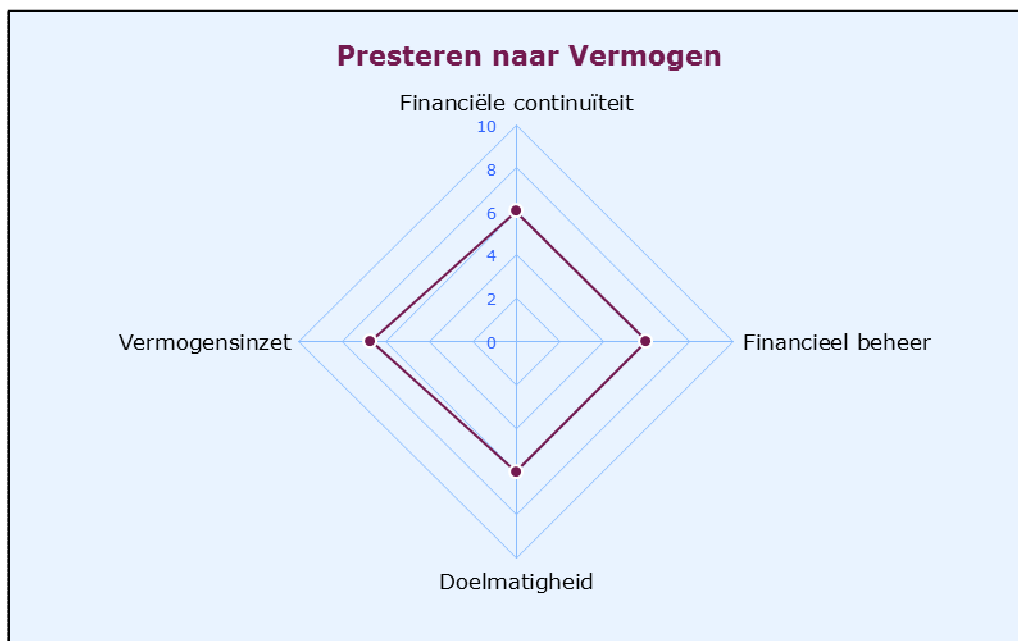 Presteren naar Vermogen
Financiële continuïteit
10
8
6
4
2
0
Vermogensinzet
Financieel beheer
Doelmatigheid